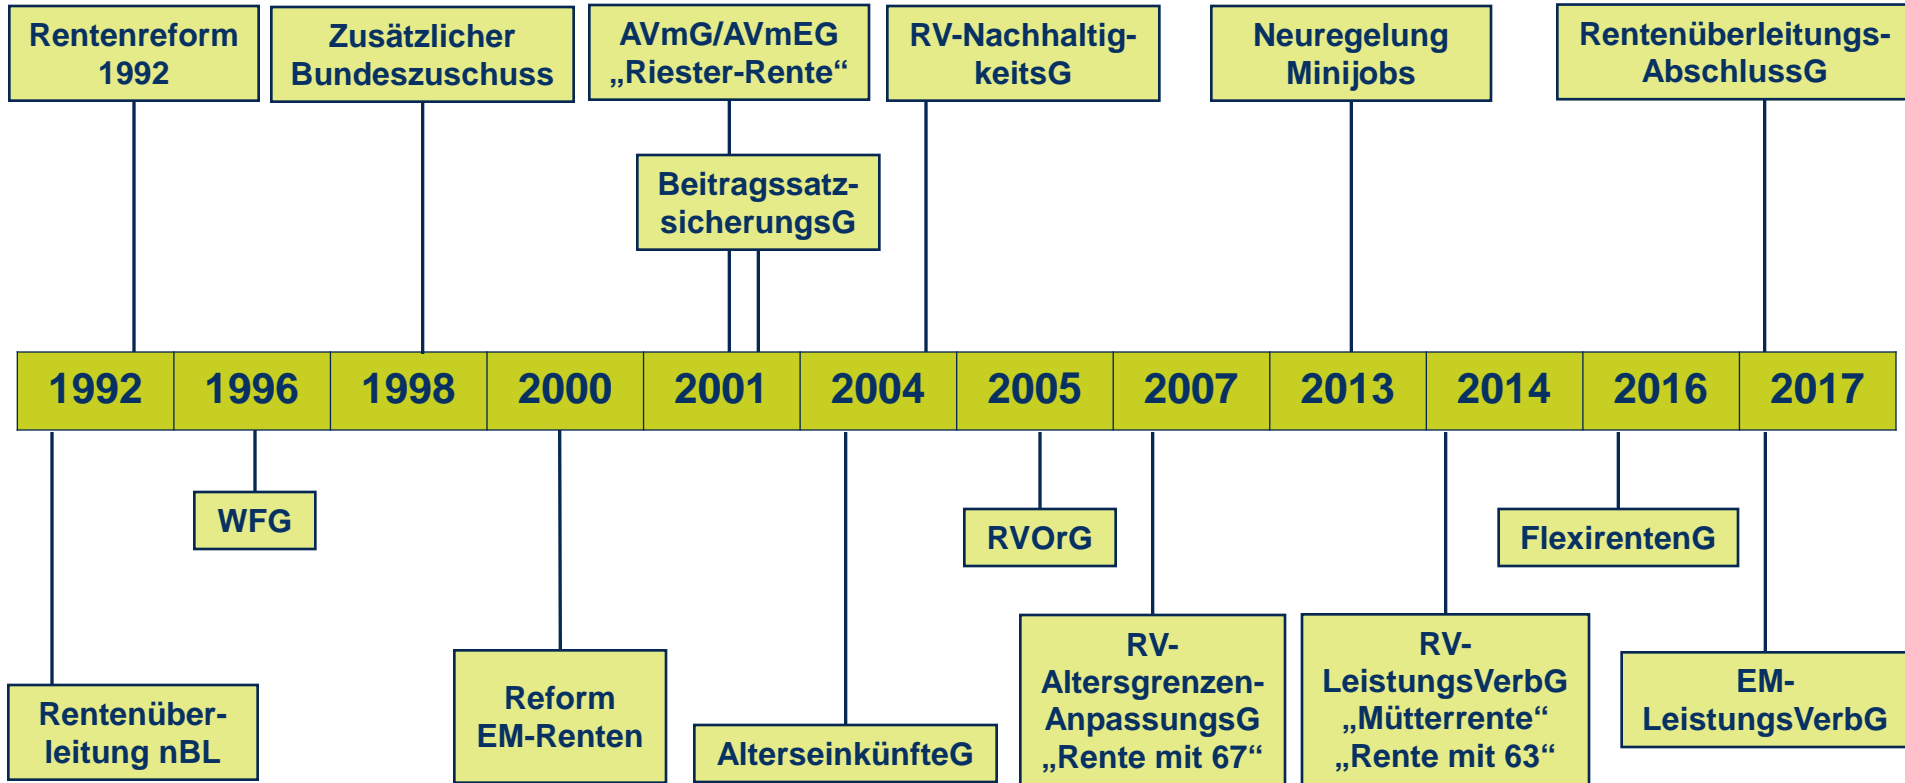 Rentenreform
1992
Zusätzlicher
Bundeszuschuss
AVmG/AVmEG
„Riester-Rente“
RV-Nachhaltig-
keitsG
Neuregelung
Minijobs
Rentenüberleitungs-
AbschlussG
Beitragssatz-
sicherungsG
1992 1996 1998 2000 2001 2004 2005 2007 2013 2014 2016 2017
WFG
RVOrG
FlexirentenG
Rentenüber-
leitung nBL
Reform
EM-Renten
AlterseinkünfteG
RV-
Altersgrenzen-
AnpassungsG
„Rente mit 67“
RV-
LeistungsVerbG
„Mütterrente“
„Rente mit 63“
EM-
LeistungsVerbG